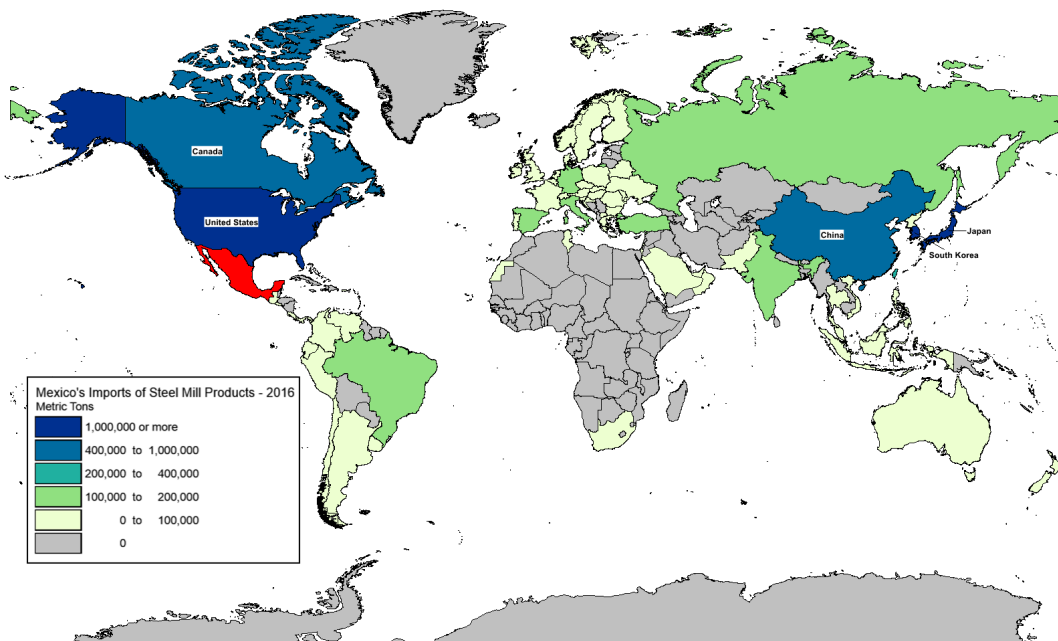 Canada
United States
China
Japan
South Korea
Mexico's Imports of Steel Mill Products - 2016
Metric Tons
1,000,000 or more
400,000 to 1,000,000
200,000 to 400,000
100,000 to 200,000
0 to 100,000
0